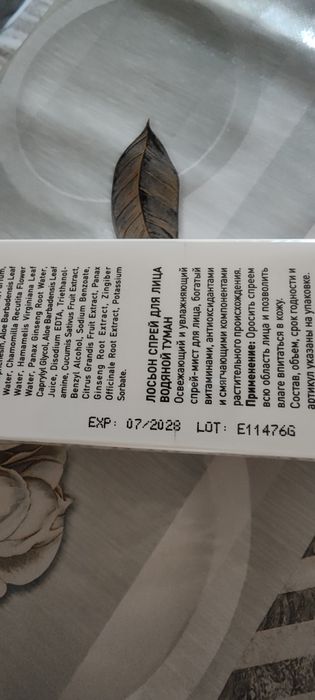 Aloe Barbadensis Leaf
Water, Chamomilla Recutita Flower
Water, Hamamelis Virginiana Leaf
Water, Panax Ginseng Root Water,
Caprylyl Glycol, Aloe Barbadensis Leaf
Juice, Disodium EDTA, Triethanol-
amine, Cucumis Sativus Fruit Extract,
Benzyl Alcohol, Sodium Benzoate,
Citrus Grandis Fruit Extract, Panax
Ginseng Root Extract, Zingiber
Officinale Root Extract, Potassium
Sorbate.
ЛОСЬОН СПРЕЙ ДЛЯ ЛИЦА
ВОДЯНОЙ ТУМАН
Освежающий и увлажняющий
спрей-мист для лица, богатый
витаминами, антиоксидантами
и смягчающими компонентами
растительного происхождения.
Применение: Оросить спреем
всю область лица и позволить
влаге впитаться в кожу.
Состав, объем, срок годности и
артикул указаны на упаковке.
EXP: 07/2028 LOT: E11476G